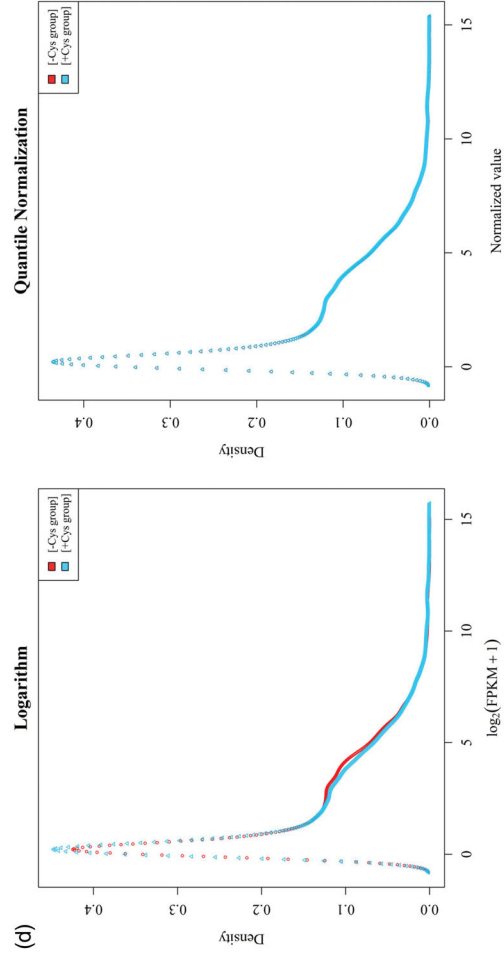 (d)
Logarithm
[-Cys group]
[+Cys group]
Density
0.4
0.3
0.2
0.1
0.0
0
5
10
15
log₂(FPKM + 1)
Quantile Normalization
[-Cys group]
[+Cys group]
Density
0.4
0.3
0.2
0.1
0.0
0
5
10
15
Normalized value